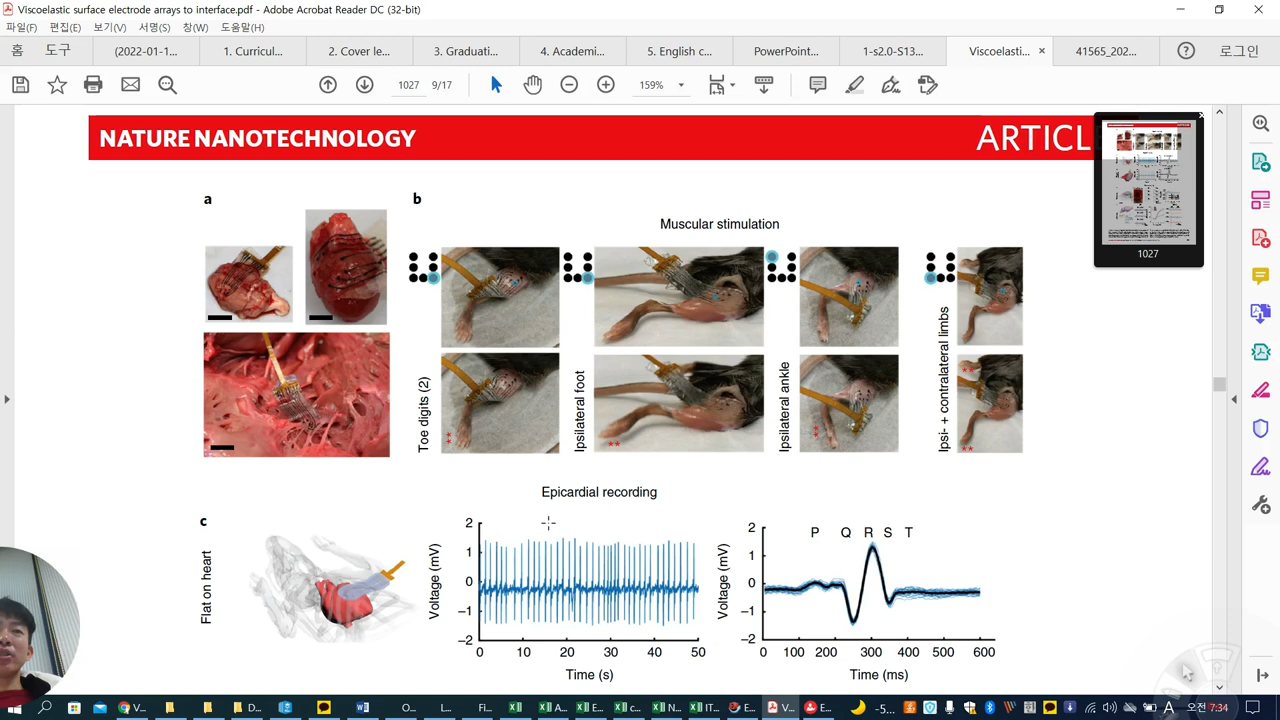 Viscoelastic surface electrode arrays to interface.pdf - Adobe Acrobat Reader DC (32-bit)
파일(F) 편집(E) 보기(V) 서명(S) 창(W) 도움말(H)
홈 도구 (2022-01-1... 1. Curricul... 2. Cover le... 3. Graduati... 4. Academi... 5. English c... PowerPoint... 1-s2.0-S13... Viscoelasti... × 41565_202... 로그인
1027 9/17 159%
NATURE NANOTECHNOLOGY ARTICL
1027
a b
Muscular stimulation
Toe digits (2)
Ipsilateral foot
Ipsilateral ankle
Ipsi- + contralateral limbs
**
**
**
**
**
Epicardial recording
c
Flat on heart
Voltage (mV)
2
1
0
−1
−2
0 10 20 30 40 50
Time (s)
Voltage (mV)
P Q R S T
2
1
0
−1
−2
0 100 200 300 400 500 600
Time (ms)
V... D... O... L... F... c... N... IT... E... V... E... -5... A 오전 7:34